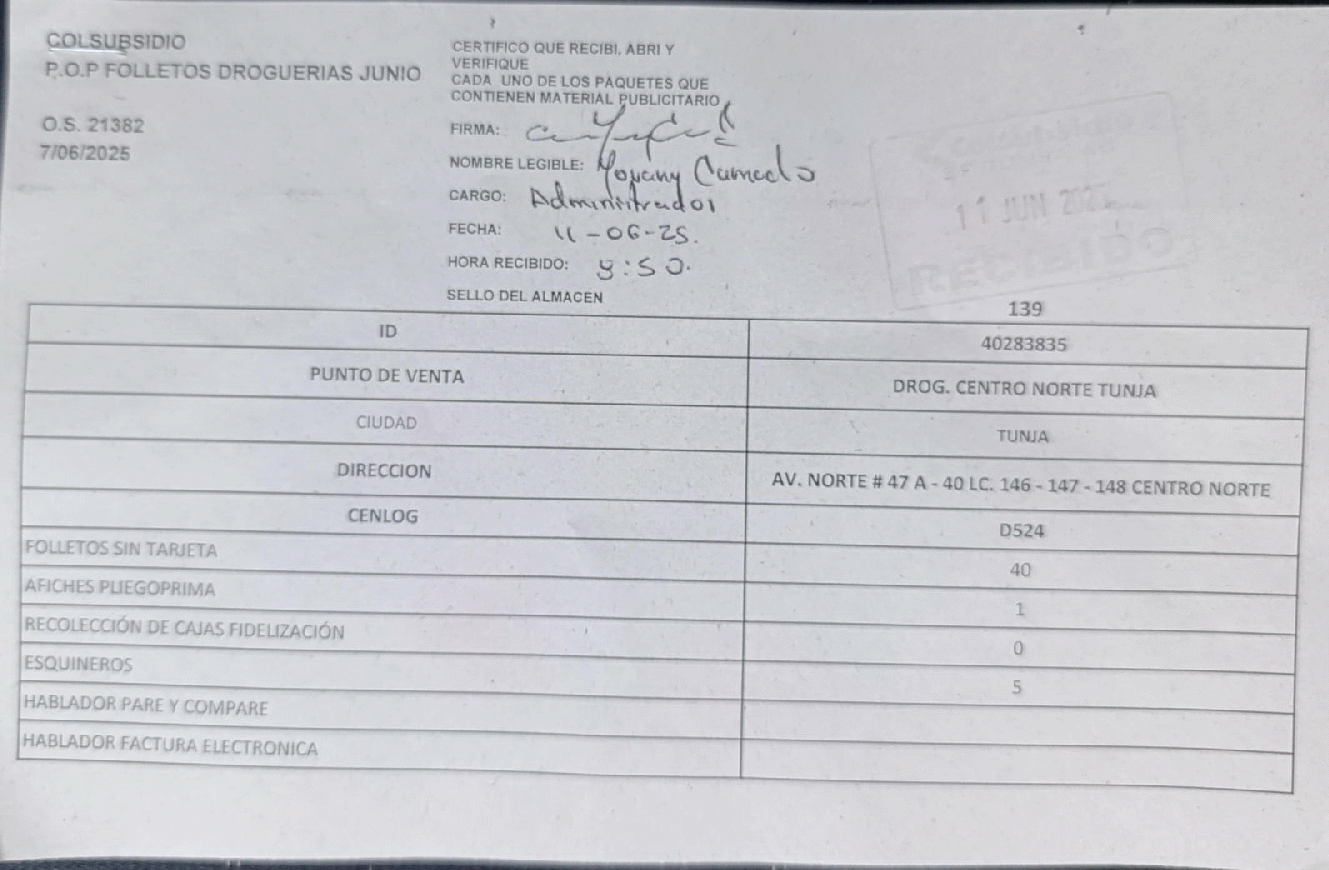 COLSUBSIDIO
P.O.P FOLLETOS DROGUERIAS JUNIO
O.S. 21382
7/06/2025
CERTIFICO QUE RECIBI, ABRI Y
VERIFIQUE
CADA UNO DE LOS PAQUETES QUE
CONTIENEN MATERIAL PUBLICITARIO
FIRMA:
NOMBRE LEGIBLE: Yovany Camelo
CARGO: Administrador
FECHA: 11-06-25.
HORA RECIBIDO: 9:50.
SELLO DEL ALMACEN
Colsubsidio
11 JUN 2025
RECIBIDO
139
ID 40283835
PUNTO DE VENTA DROG. CENTRO NORTE TUNJA
CIUDAD TUNJA
DIRECCION AV. NORTE # 47 A - 40 LC. 146 - 147 - 148 CENTRO NORTE
CENLOG D524
FOLLETOS SIN TARJETA 40
AFICHES PLIEGOPRIMA 1
RECOLECCIÓN DE CAJAS FIDELIZACIÓN 0
ESQUINEROS 5
HABLADOR PARE Y COMPARE
HABLADOR FACTURA ELECTRONICA